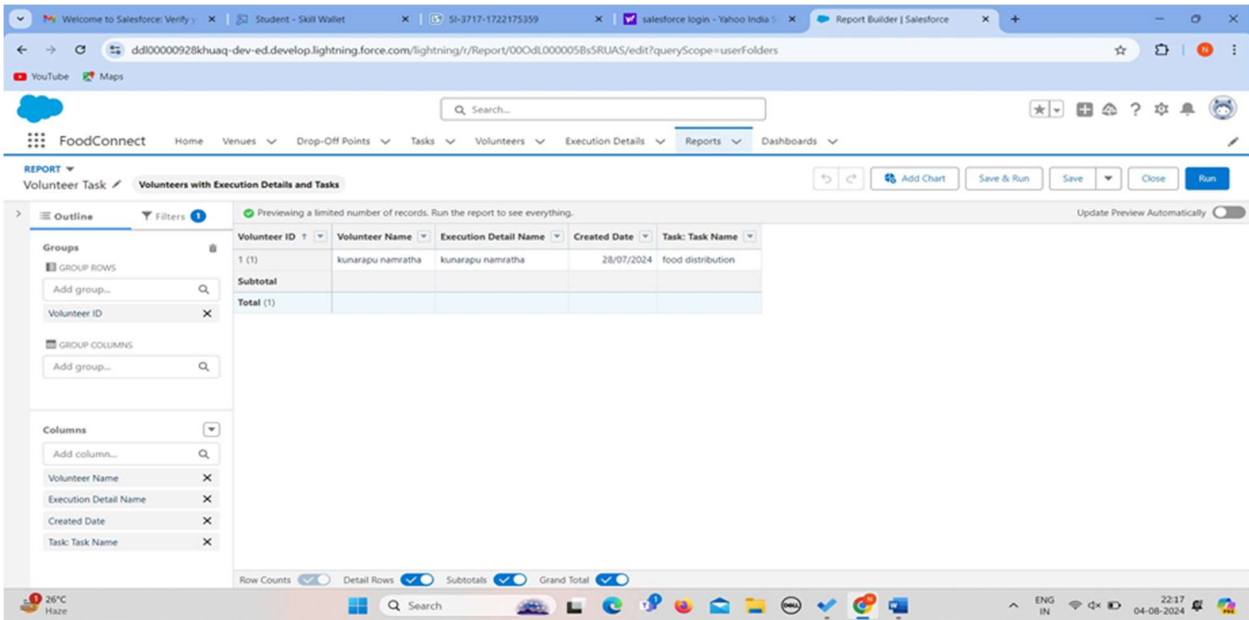 Welcome to Salesforce: Verify y
Student - Skill Wallet
SI-3717-1722175359
salesforce login - Yahoo India S
Report Builder | Salesforce
ddl00000928khuaq-dev-ed.develop.lightning.force.com/lightning/r/Report/00OdL000005Bs5RUAS/edit?queryScope=userFolders
N
YouTube
Maps
Search...
FoodConnect
Home
Venues
Drop-Off Points
Tasks
Volunteers
Execution Details
Reports
Dashboards
REPORT
Volunteer Task
Volunteers with Execution Details and Tasks
Add Chart
Save & Run
Save
Close
Run
Outline
Filters 1
Previewing a limited number of records. Run the report to see everything.
Update Preview Automatically
Groups
GROUP ROWS
Add group...
Volunteer ID
GROUP COLUMNS
Add group...
Columns
Add column...
Volunteer Name
Execution Detail Name
Created Date
Task: Task Name
Volunteer ID Volunteer Name Execution Detail Name Created Date Task: Task Name
1 (1) kunarapu namratha kunarapu namratha 28/07/2024 food distribution
Subtotal
Total (1)
Row Counts Detail Rows Subtotals Grand Total
1
26°C
Haze
Search
DELL
ENG
IN
22:17
04-08-2024